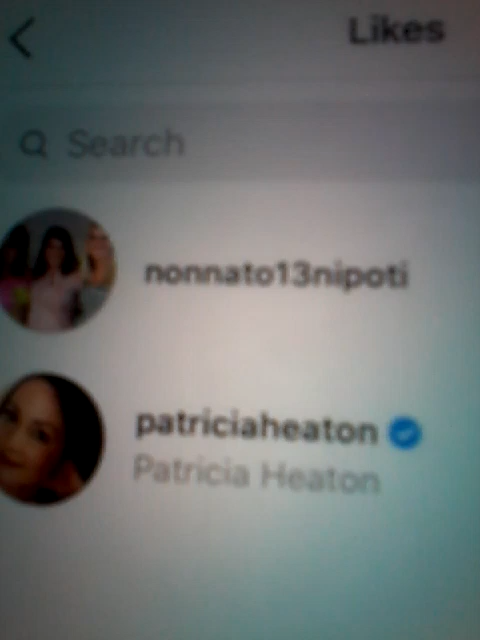 Likes
Search
nonnato13nipoti
patriciaheaton
Patricia Heaton